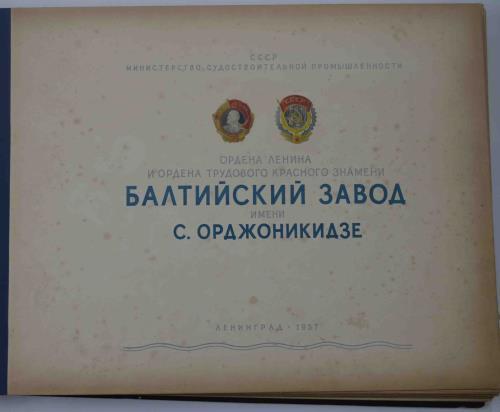 СССР
МИНИСТЕРСТВО СУДОСТРОИТЕЛЬНОЙ ПРОМЫШЛЕННОСТИ
ОРДЕНА ЛЕНИНА
И ОРДЕНА ТРУДОВОГО КРАСНОГО ЗНАМЕНИ
БАЛТИЙСКИЙ ЗАВОД
ИМЕНИ
С. ОРДЖОНИКИДЗЕ
ЛЕНИНГРАД • 1957